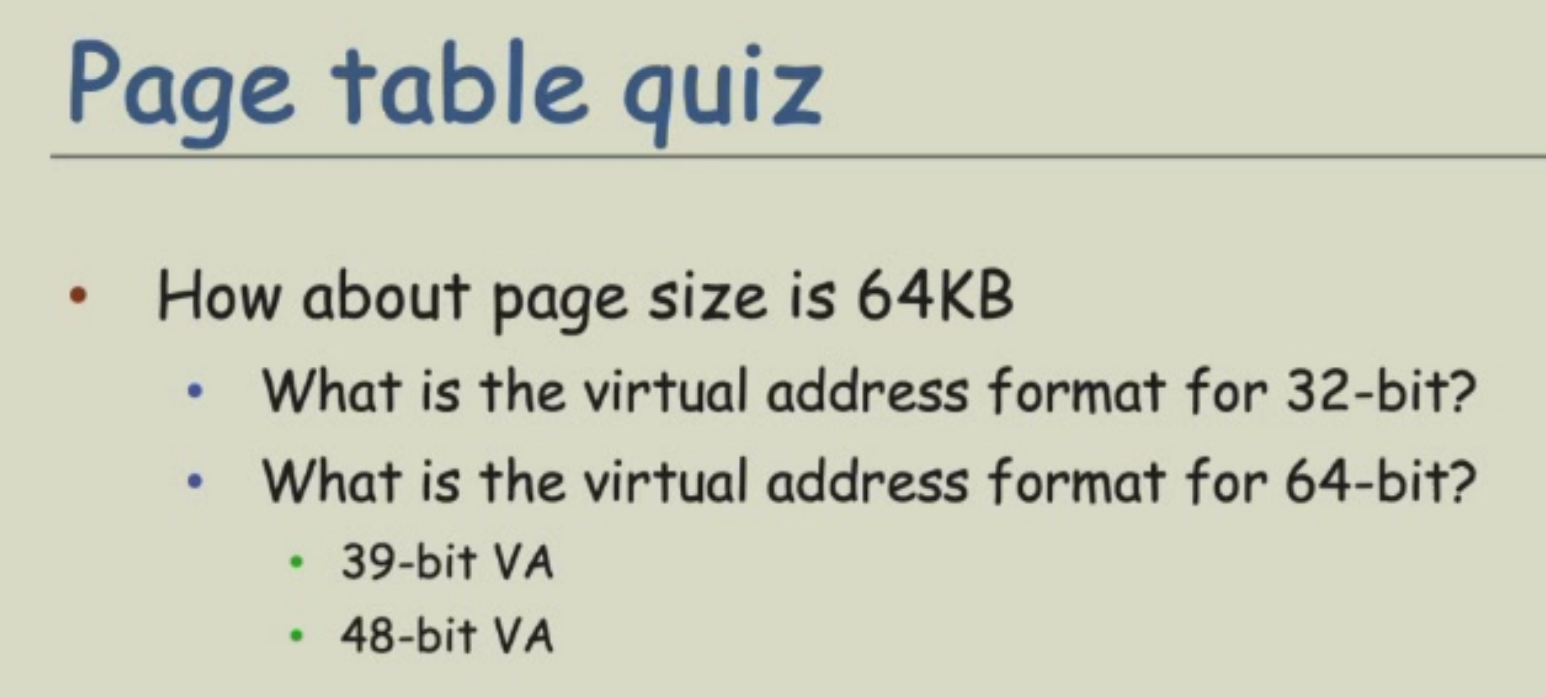 Page table quiz
How about page size is 64KB
What is the virtual address format for 32-bit?
What is the virtual address format for 64-bit?
39-bit VA
48-bit VA